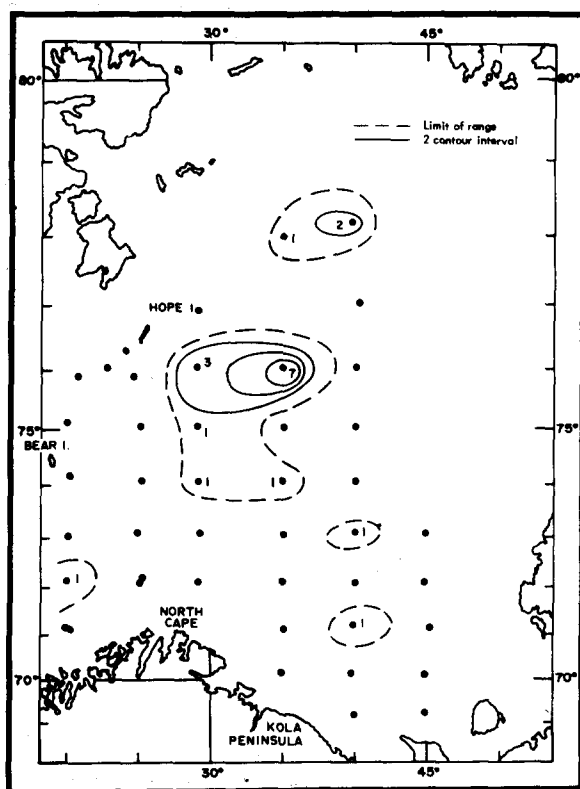 30° 45°
80° 80°
Limit of range
2 contour interval
2
1
HOPE I.
3
7
75° 1 75°
BEAR I.
1 1
1
1
NORTH
CAPE
1
70° 70°
KOLA
PENINSULA
30° 45°